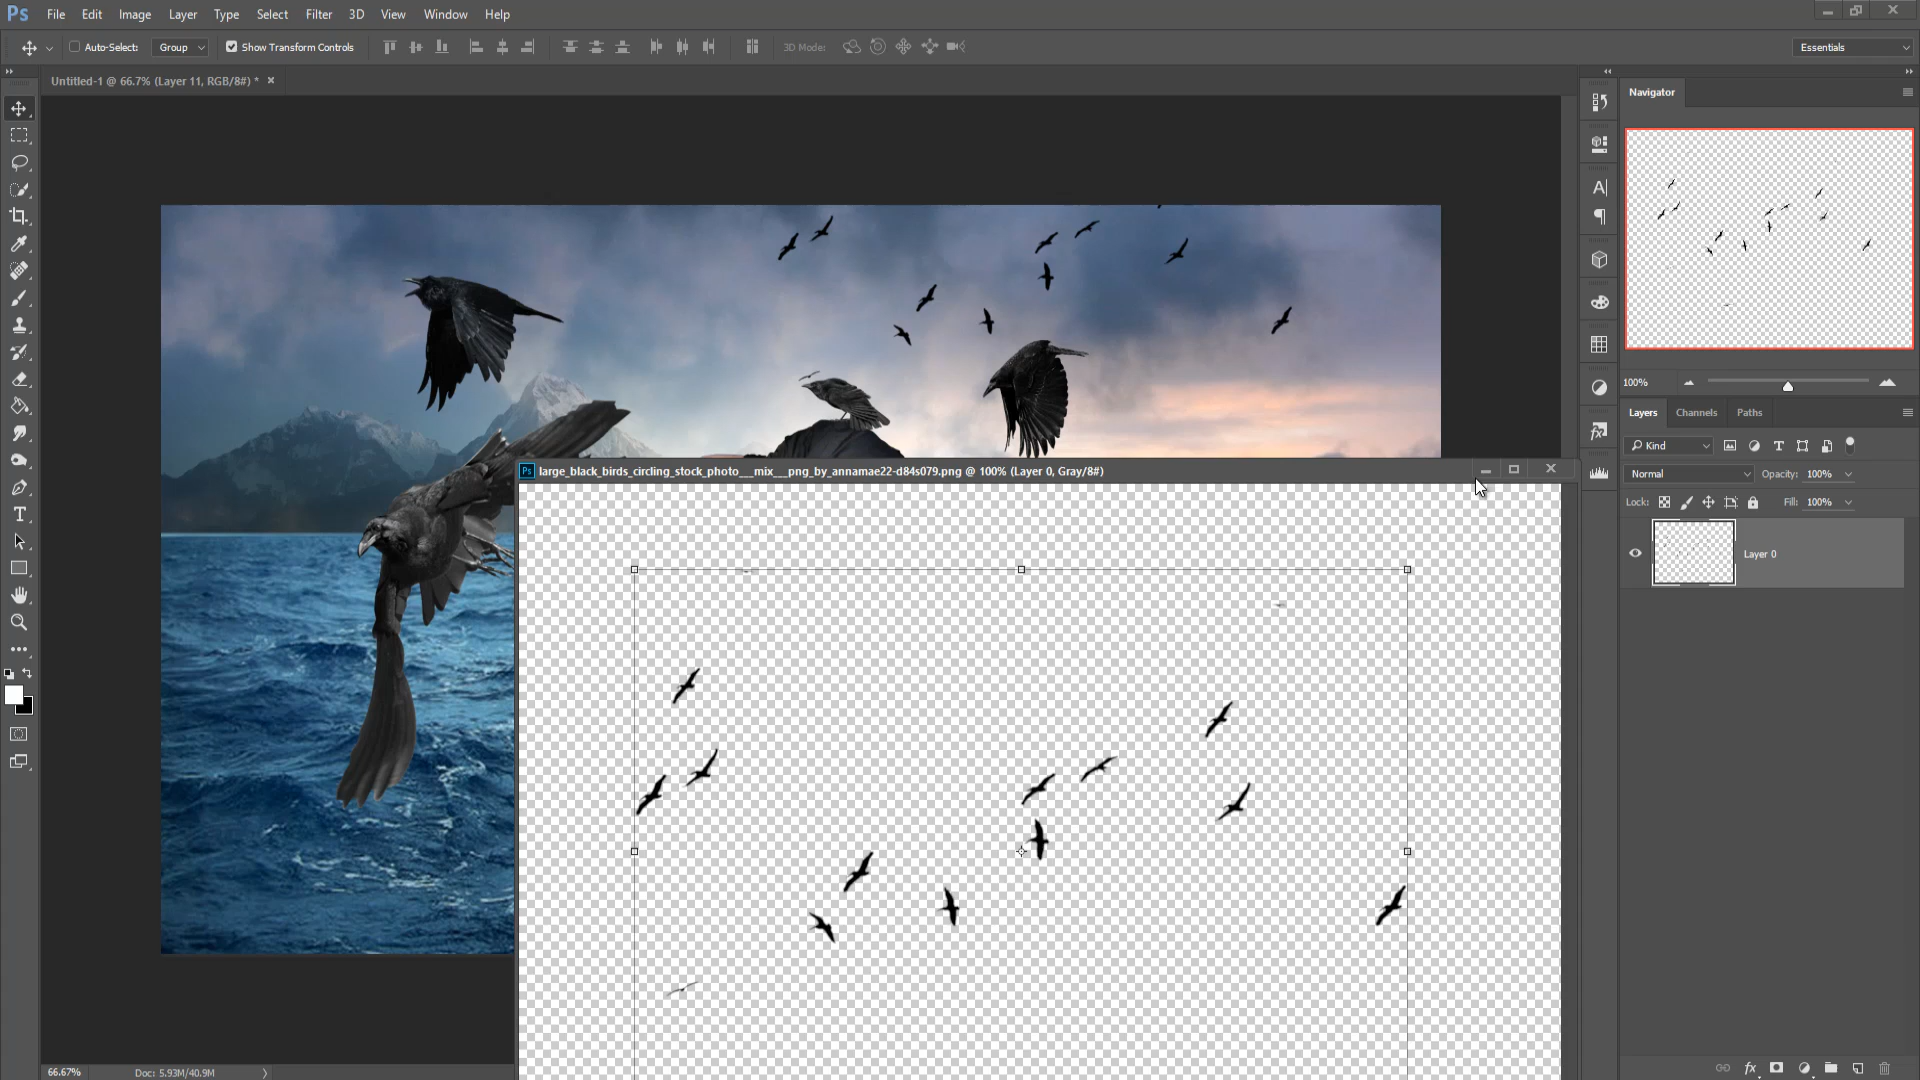 Ps File Edit Image Layer Type Select Filter 3D View Window Help
Auto-Select: Group Show Transform Controls 3D Mode: Essentials
Untitled-1 @ 66.7% (Layer 11, RGB/8#) *
Navigator
100%
Layers Channels Paths
Kind
Normal Opacity: 100%
Ps large_black_birds_circling_stock_photo___mix___png_by_annamae22-d84s079.png @ 100% (Layer 0, Gray/8#)
Lock: Fill: 100%
Layer 0
66.67% Doc: 5.93M/40.9M